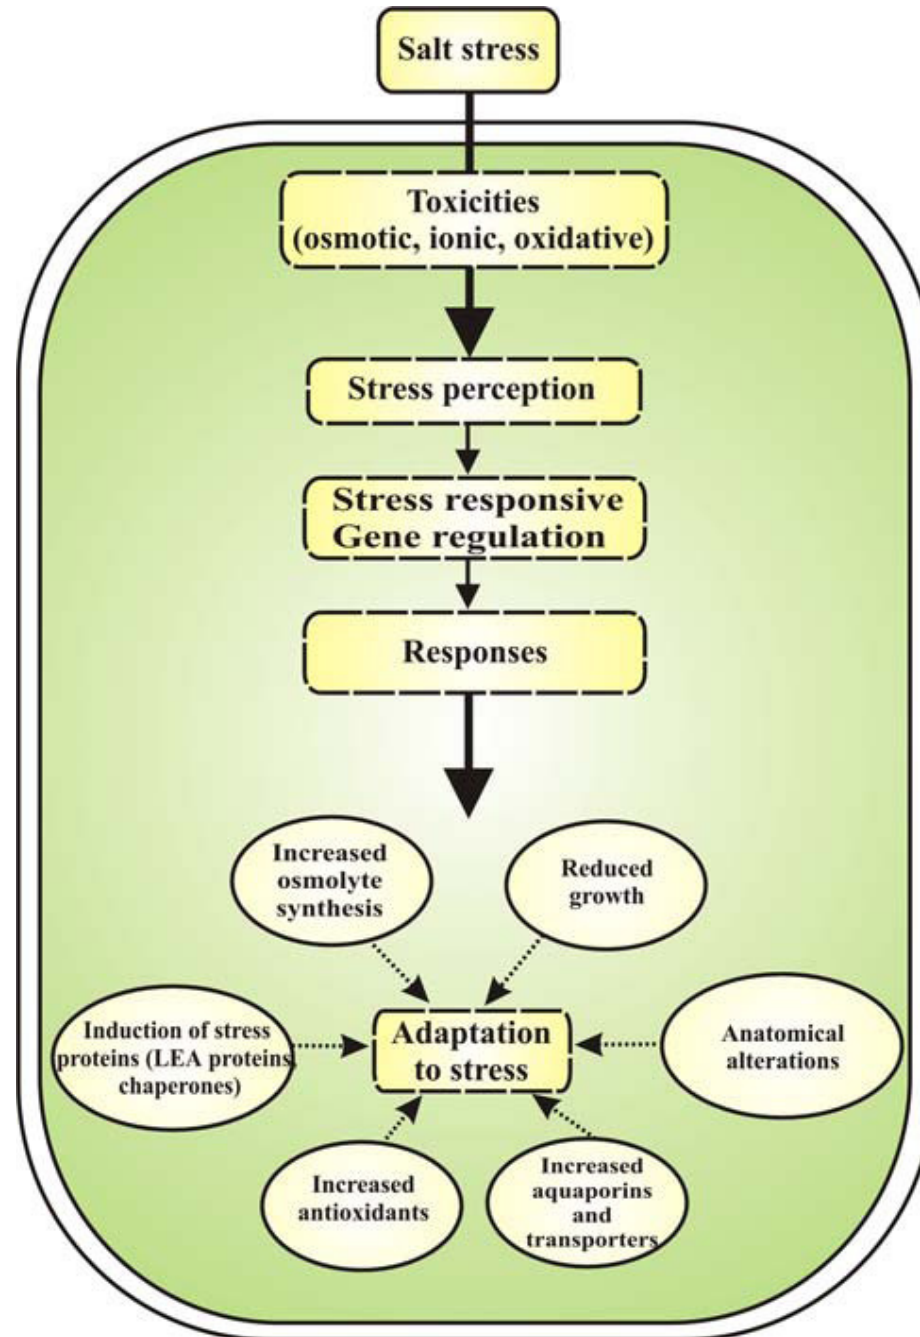 Salt stress
Toxicities
(osmotic, ionic, oxidative)
Stress perception
Stress responsive
Gene regulation
Responses
Increased
osmolyte
synthesis
Reduced
growth
Induction of stress
proteins (LEA proteins,
chaperones)
Adaptation
to stress
Anatomical
alterations
Increased
antioxidants
Increased
aquaporins
and
transporters